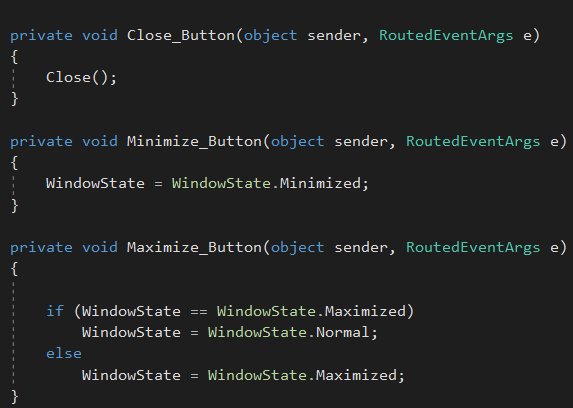 private void Close_Button(object sender, RoutedEventArgs e)
{
    Close();
}

private void Minimize_Button(object sender, RoutedEventArgs e)
{
    WindowState = WindowState.Minimized;
}

private void Maximize_Button(object sender, RoutedEventArgs e)
{

    if (WindowState == WindowState.Maximized)
        WindowState = WindowState.Normal;
    else
        WindowState = WindowState.Maximized;
}